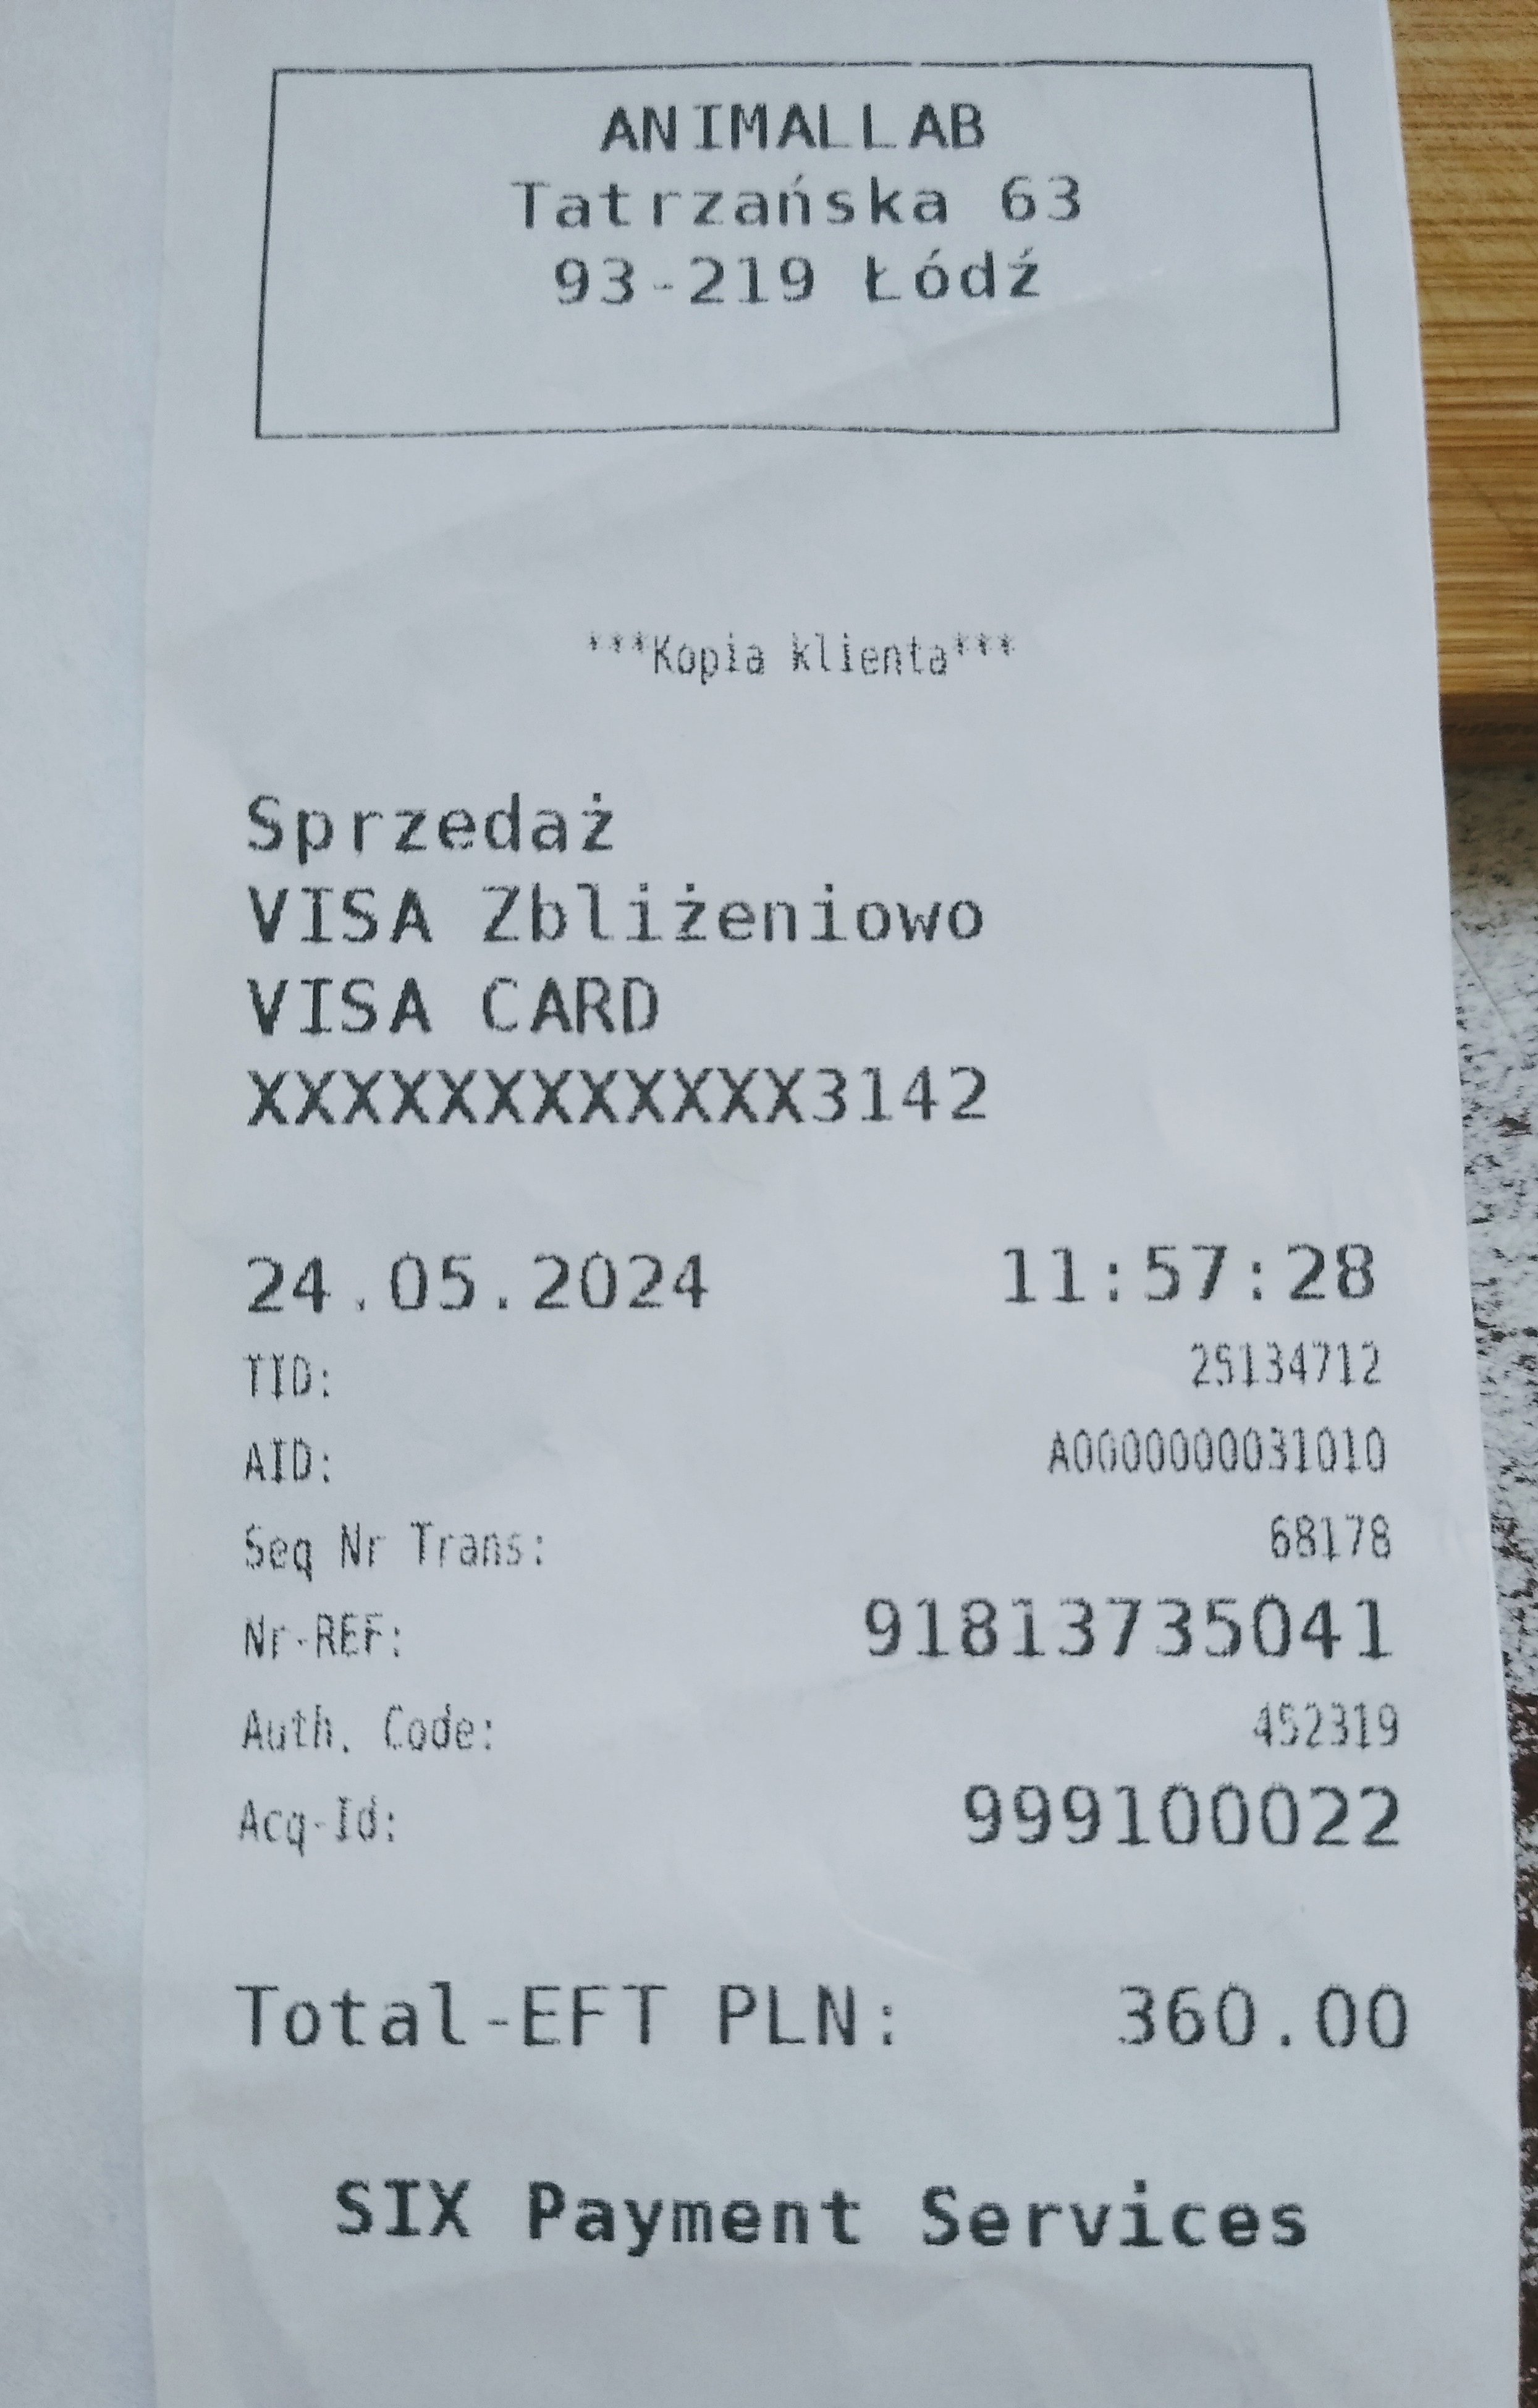 ANIMALLAB
Tatrzańska 63
93-219 Łódź
***Kopia klienta***
Sprzedaż
VISA Zbliżeniowo
VISA CARD
XXXXXXXXXXXX3142
24.05.2024 11:57:28
TID: 25134712
AID: A0000000031010
Seq Nr Trans: 68178
Nr-REF: 91813735041
Auth. Code: 452319
Acq-Id: 999100022
Total-EFT PLN: 360.00
SIX Payment Services